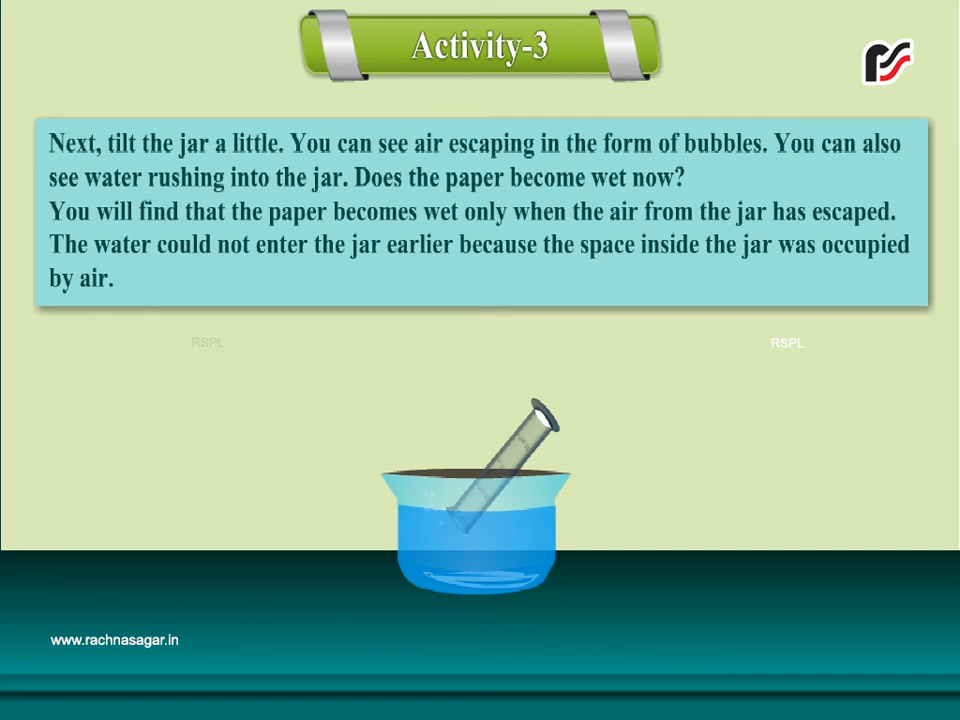 Activity-3
Next, tilt the jar a little. You can see air escaping in the form of bubbles. You can also
see water rushing into the jar. Does the paper become wet now?
You will find that the paper becomes wet only when the air from the jar has escaped.
The water could not enter the jar earlier because the space inside the jar was occupied
by air.
RSPL
RSPL
www.rachnasagar.in